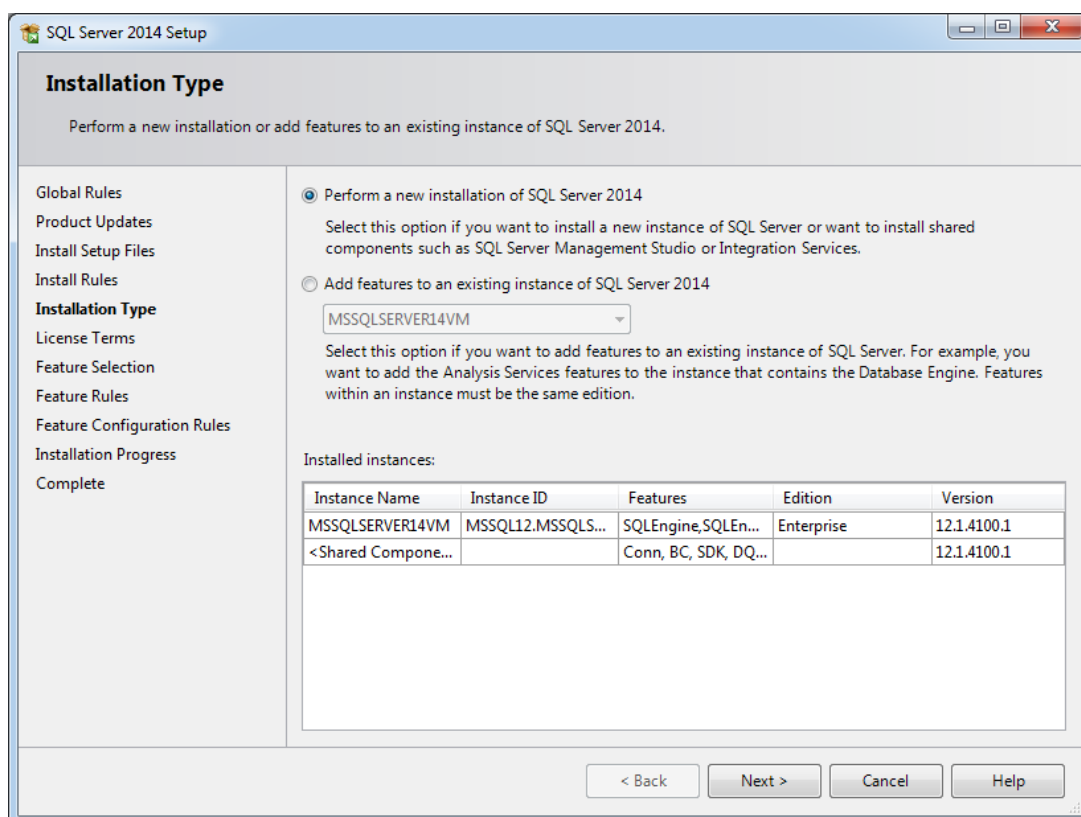 SQL Server 2014 Setup
Installation Type
Perform a new installation or add features to an existing instance of SQL Server 2014.
Global Rules
Product Updates
Install Setup Files
Install Rules
Installation Type
License Terms
Feature Selection
Feature Rules
Feature Configuration Rules
Installation Progress
Complete
Perform a new installation of SQL Server 2014
Select this option if you want to install a new instance of SQL Server or want to install shared
components such as SQL Server Management Studio or Integration Services.
Add features to an existing instance of SQL Server 2014
MSSQLSERVER14VM
Select this option if you want to add features to an existing instance of SQL Server. For example, you
want to add the Analysis Services features to the instance that contains the Database Engine. Features
within an instance must be the same edition.
Installed instances:
Instance Name Instance ID Features Edition Version
MSSQLSERVER14VM MSSQL12.MSSQLS... SQLEngine,SQLEn... Enterprise 12.1.4100.1
<Shared Compone... Conn, BC, SDK, DQ... 12.1.4100.1
< Back Next > Cancel Help